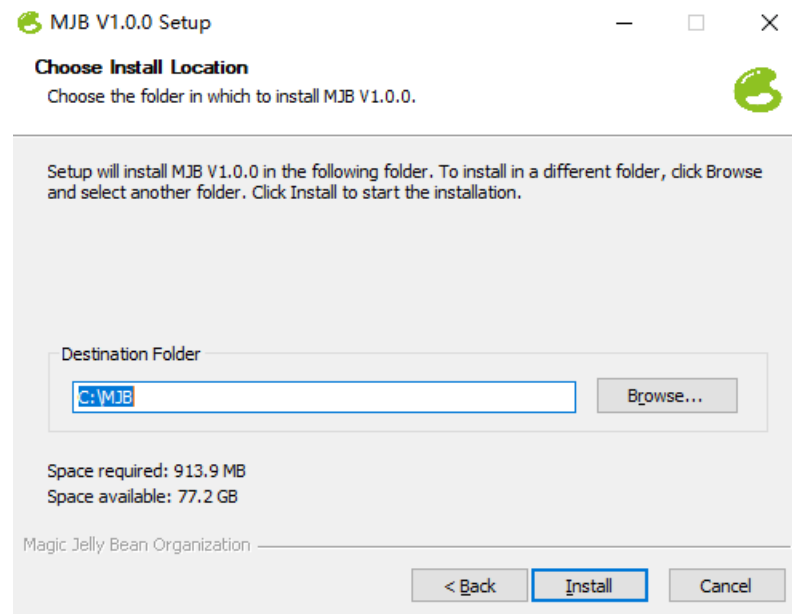 MJB V1.0.0 Setup
Choose Install Location
Choose the folder in which to install MJB V1.0.0.
Setup will install MJB V1.0.0 in the following folder. To install in a different folder, click Browse
and select another folder. Click Install to start the installation.
Destination Folder
C:\MJB
Browse...
Space required: 913.9 MB
Space available: 77.2 GB
Magic Jelly Bean Organization
< Back
Install
Cancel